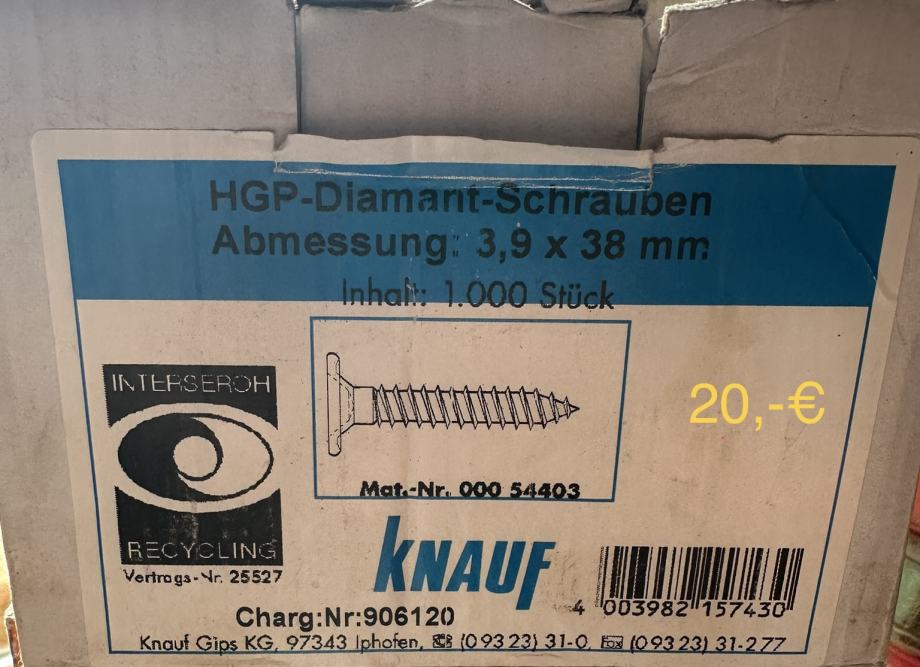 HGP-Diamant-Schrauben
Abmessung: 3,9 x 38 mm
Inhalt: 1.000 Stück
INTERSEROH
RECYCLING
Vertrags-Nr. 25527
Mat.-Nr. 000 54403
20,-€
KNAUF
4 003982 157430
Charg:Nr:906120
Knauf Gips KG, 97343 Iphofen, ☎ (0 93 23) 31-0, Fax (0 93 23) 31-277